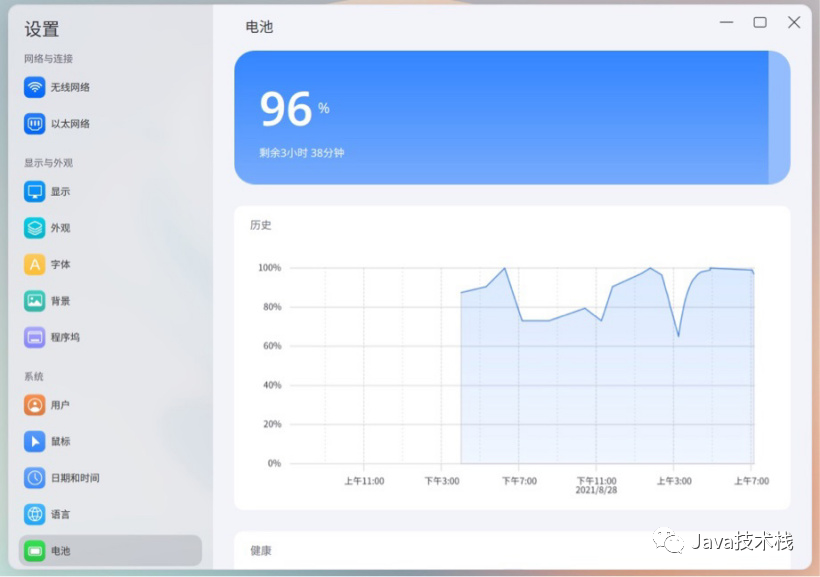 设置
网络与连接
无线网络
以太网络
显示与外观
显示
外观
字体
背景
程序坞
系统
用户
鼠标
日期和时间
语言
电池
电池
96 %
剩余3小时 38分钟
历史
100%
80%
60%
40%
20%
0%
上午11:00 下午3:00 下午7:00 下午11:00 上午3:00 上午7:00
2021/8/28
健康
Java技术栈